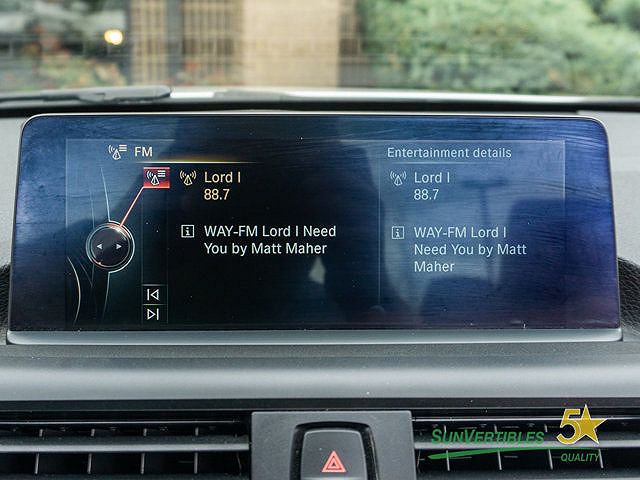 FM
Lord I
88.7
WAY-FM Lord I Need
You by Matt Maher
Entertainment details
Lord I
88.7
WAY-FM Lord I
Need You by Matt
Maher
SUNVERTIBLES
5
QUALITY